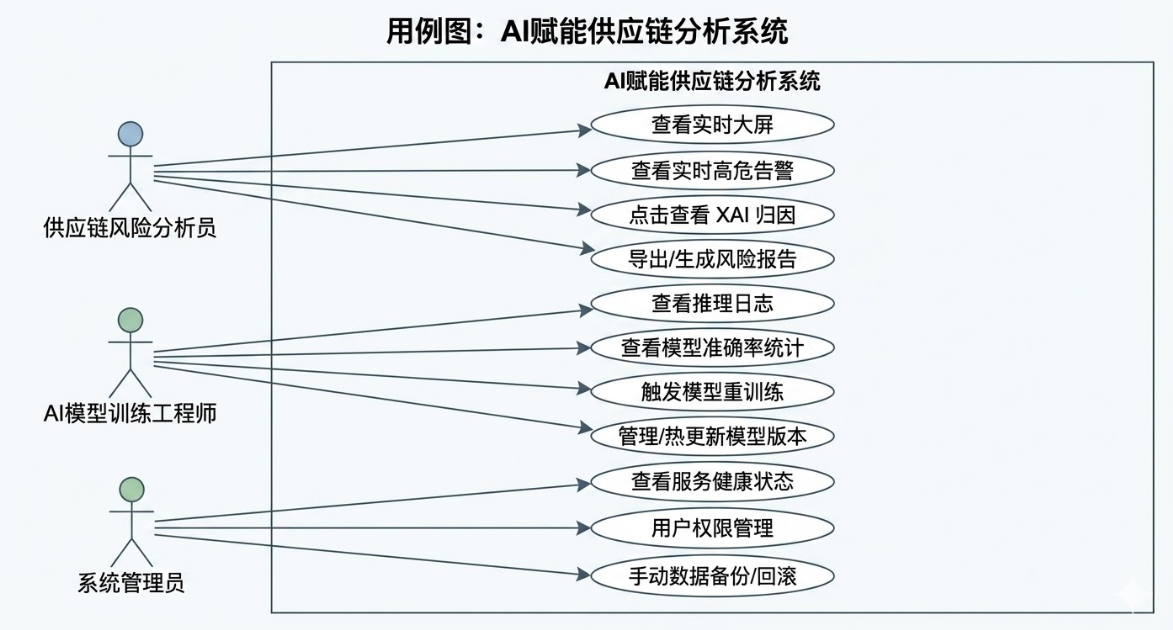 用例图：AI赋能供应链分析系统
AI赋能供应链分析系统
供应链风险分析员
查看实时大屏
查看实时高危告警
点击查看 XAI 归因
导出/生成风险报告
AI模型训练工程师
查看推理日志
查看模型准确率统计
触发模型重训练
管理/热更新模型版本
系统管理员
查看服务健康状态
用户权限管理
手动数据备份/回滚